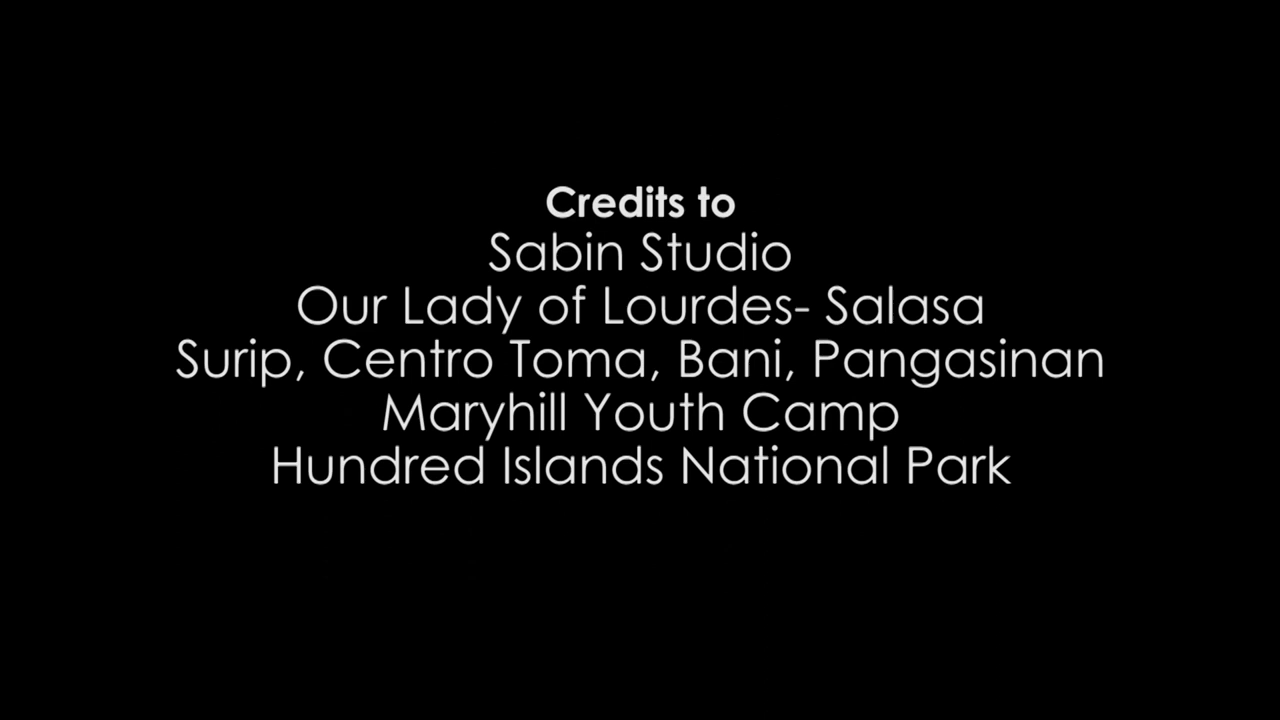 Credits to
Sabin Studio
Our Lady of Lourdes- Salasa
Surip, Centro Toma, Bani, Pangasinan
Maryhill Youth Camp
Hundred Islands National Park